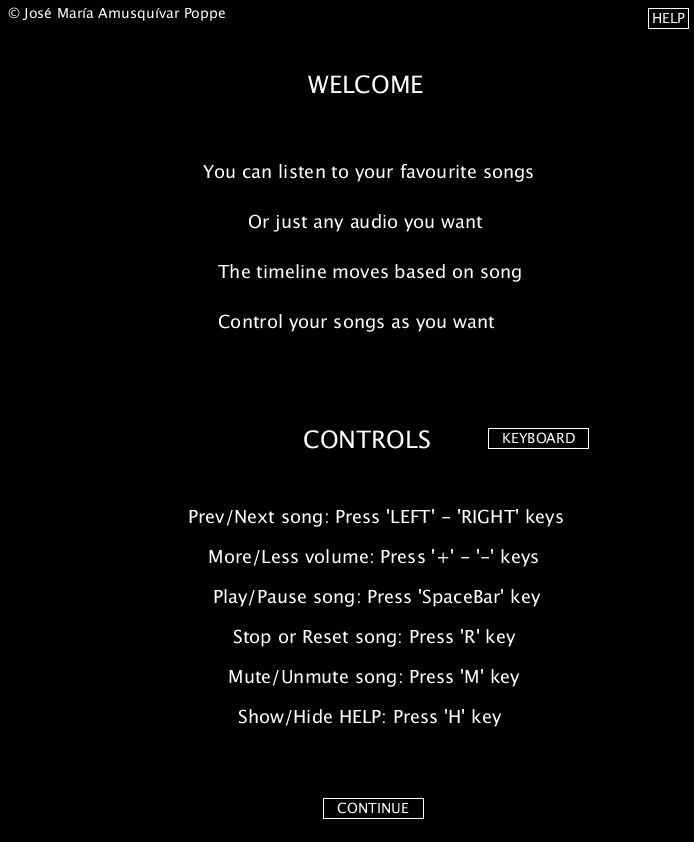 © José María Amusquívar Poppe
HELP
WELCOME
You can listen to your favourite songs
Or just any audio you want
The timeline moves based on song
Control your songs as you want
CONTROLS
KEYBOARD
Prev/Next song: Press 'LEFT' - 'RIGHT' keys
More/Less volume: Press '+' - '-' keys
Play/Pause song: Press 'SpaceBar' key
Stop or Reset song: Press 'R' key
Mute/Unmute song: Press 'M' key
Show/Hide HELP: Press 'H' key
CONTINUE